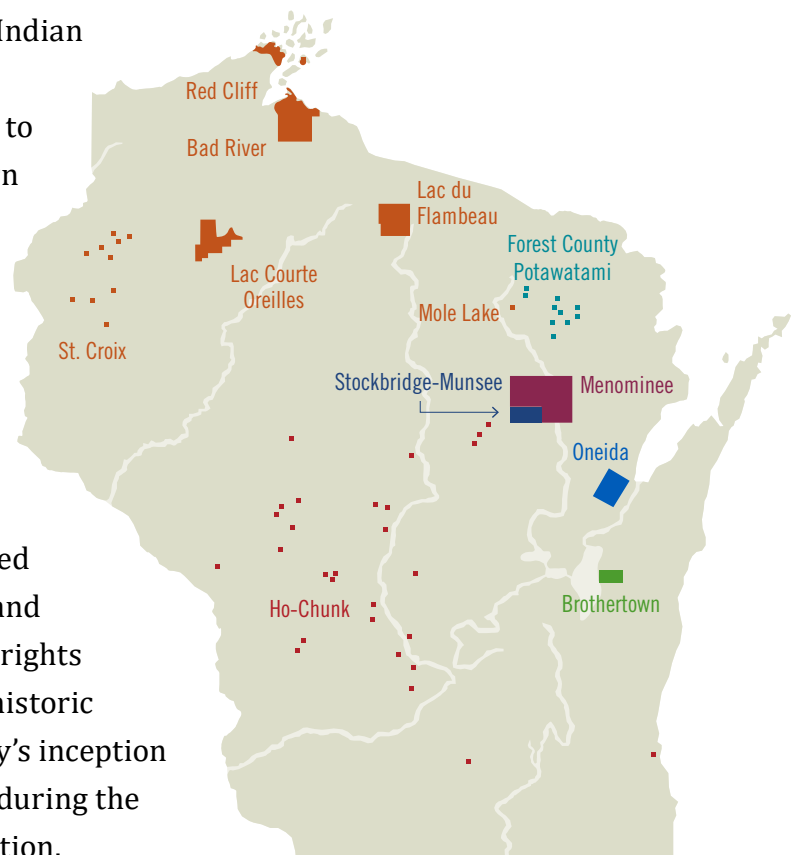 Indian
to
n
ed
and
rights
historic
y's inception
during the
tion.
Red Cliff
Bad River
Lac du
Flambeau
Forest County
Potawatami
Lac Courte
Oreilles
Mole Lake
St. Croix
Stockbridge-Munsee
Menominee
Oneida
Brothertown
Ho-Chunk